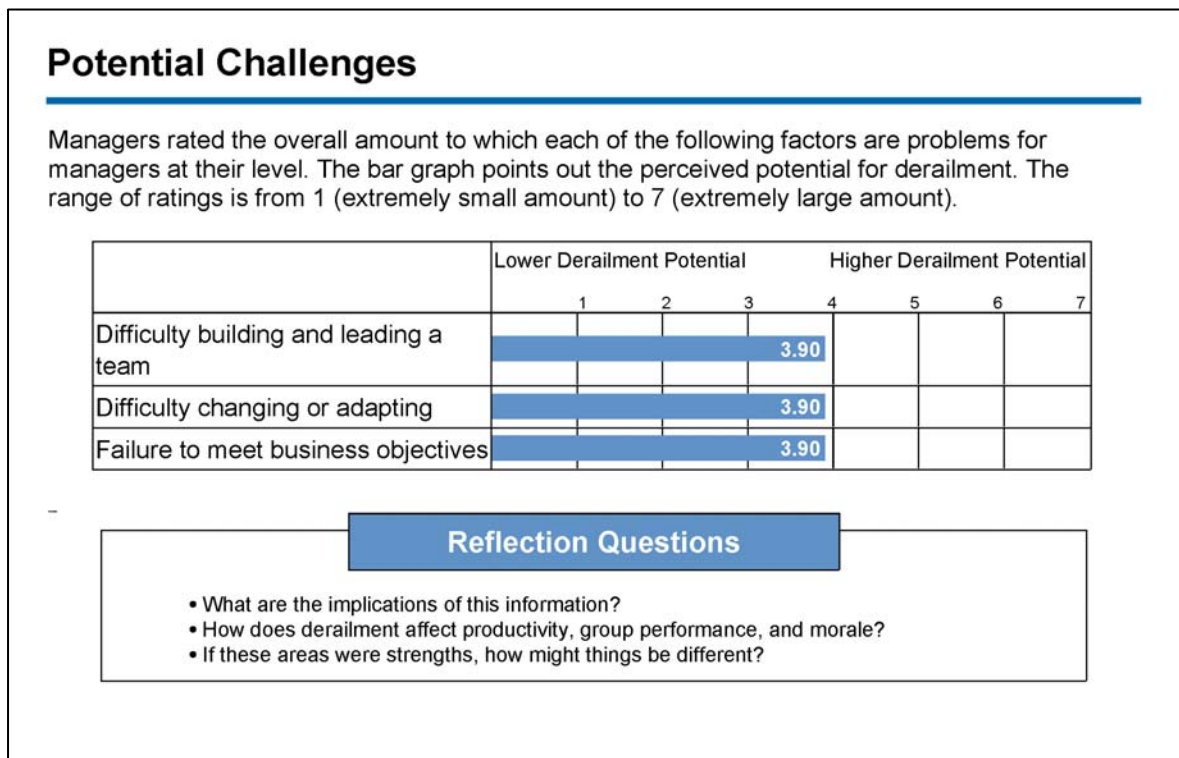 Potential Challenges
Managers rated the overall amount to which each of the following factors are problems for
managers at their level. The bar graph points out the perceived potential for derailment. The
range of ratings is from 1 (extremely small amount) to 7 (extremely large amount).
Lower Derailment Potential Higher Derailment Potential
1 2 3 4 5 6 7
Difficulty building and leading a
team
3.90
Difficulty changing or adapting 3.90
Failure to meet business objectives 3.90
Reflection Questions
• What are the implications of this information?
• How does derailment affect productivity, group performance, and morale?
• If these areas were strengths, how might things be different?